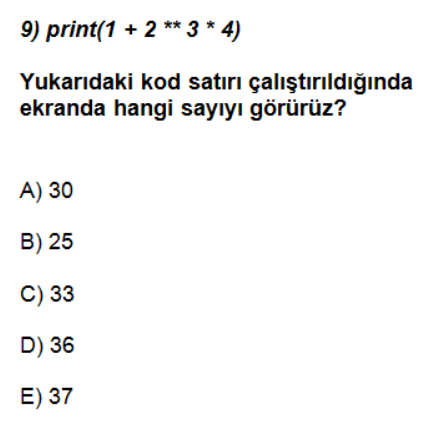 9) print(1 + 2 ** 3 * 4)
Yukarıdaki kod satırı çalıştırıldığında
ekranda hangi sayıyı görürüz?
A) 30
B) 25
C) 33
D) 36
E) 37